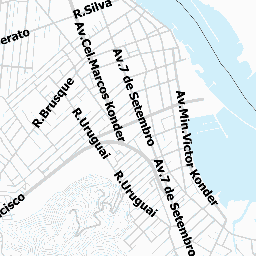 R.Silva
erato
Av.Cel.Marcos Konder
Av.7 de Setembro
R.Brusque
Av.Min.Victor Konder
R.Uruguai
R.Uruguai
Av.7 de Setembro
cisco